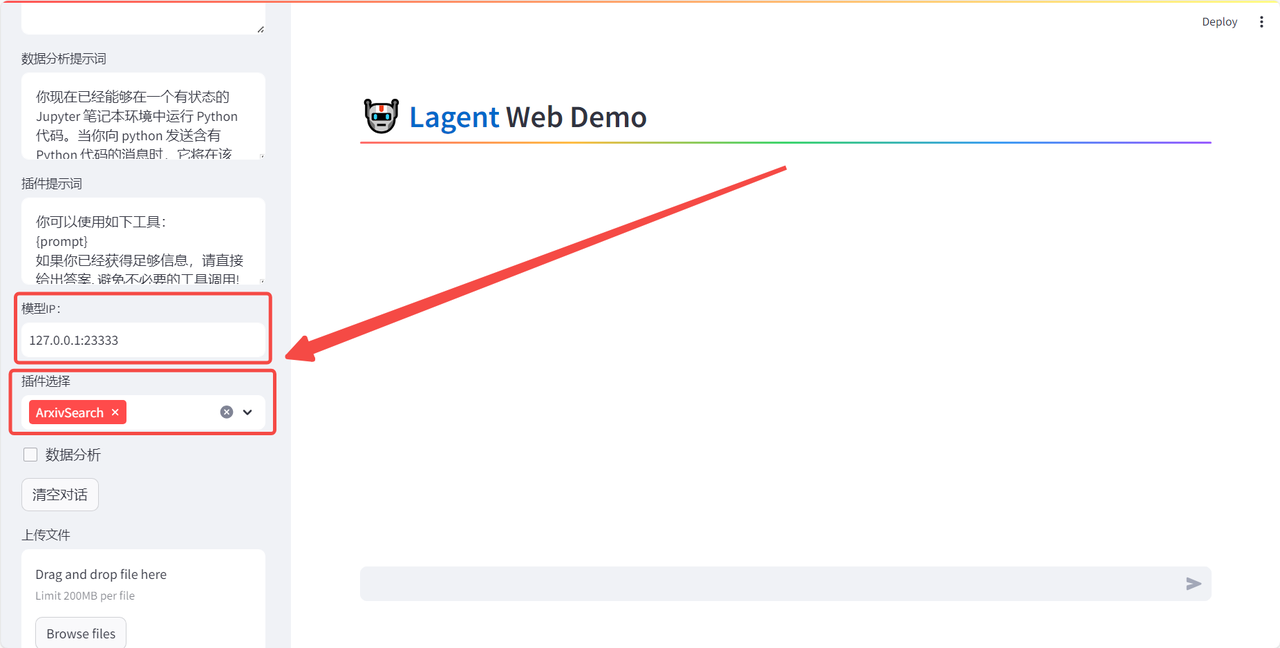 Deploy
数据分析提示词
你现在已经能够在一个有状态的
Jupyter 笔记本环境中运行 Python
代码。当你向 python 发送含有
Python 代码的消息时，它将在该
插件提示词
你可以使用如下工具：
{prompt}
如果你已经获得足够信息，请直接
给出答案. 避免不必要的工具调用!
模型IP：
127.0.0.1:23333
插件选择
ArxivSearch
数据分析
清空对话
上传文件
Drag and drop file here
Limit 200MB per file
Browse files
Lagent Web Demo